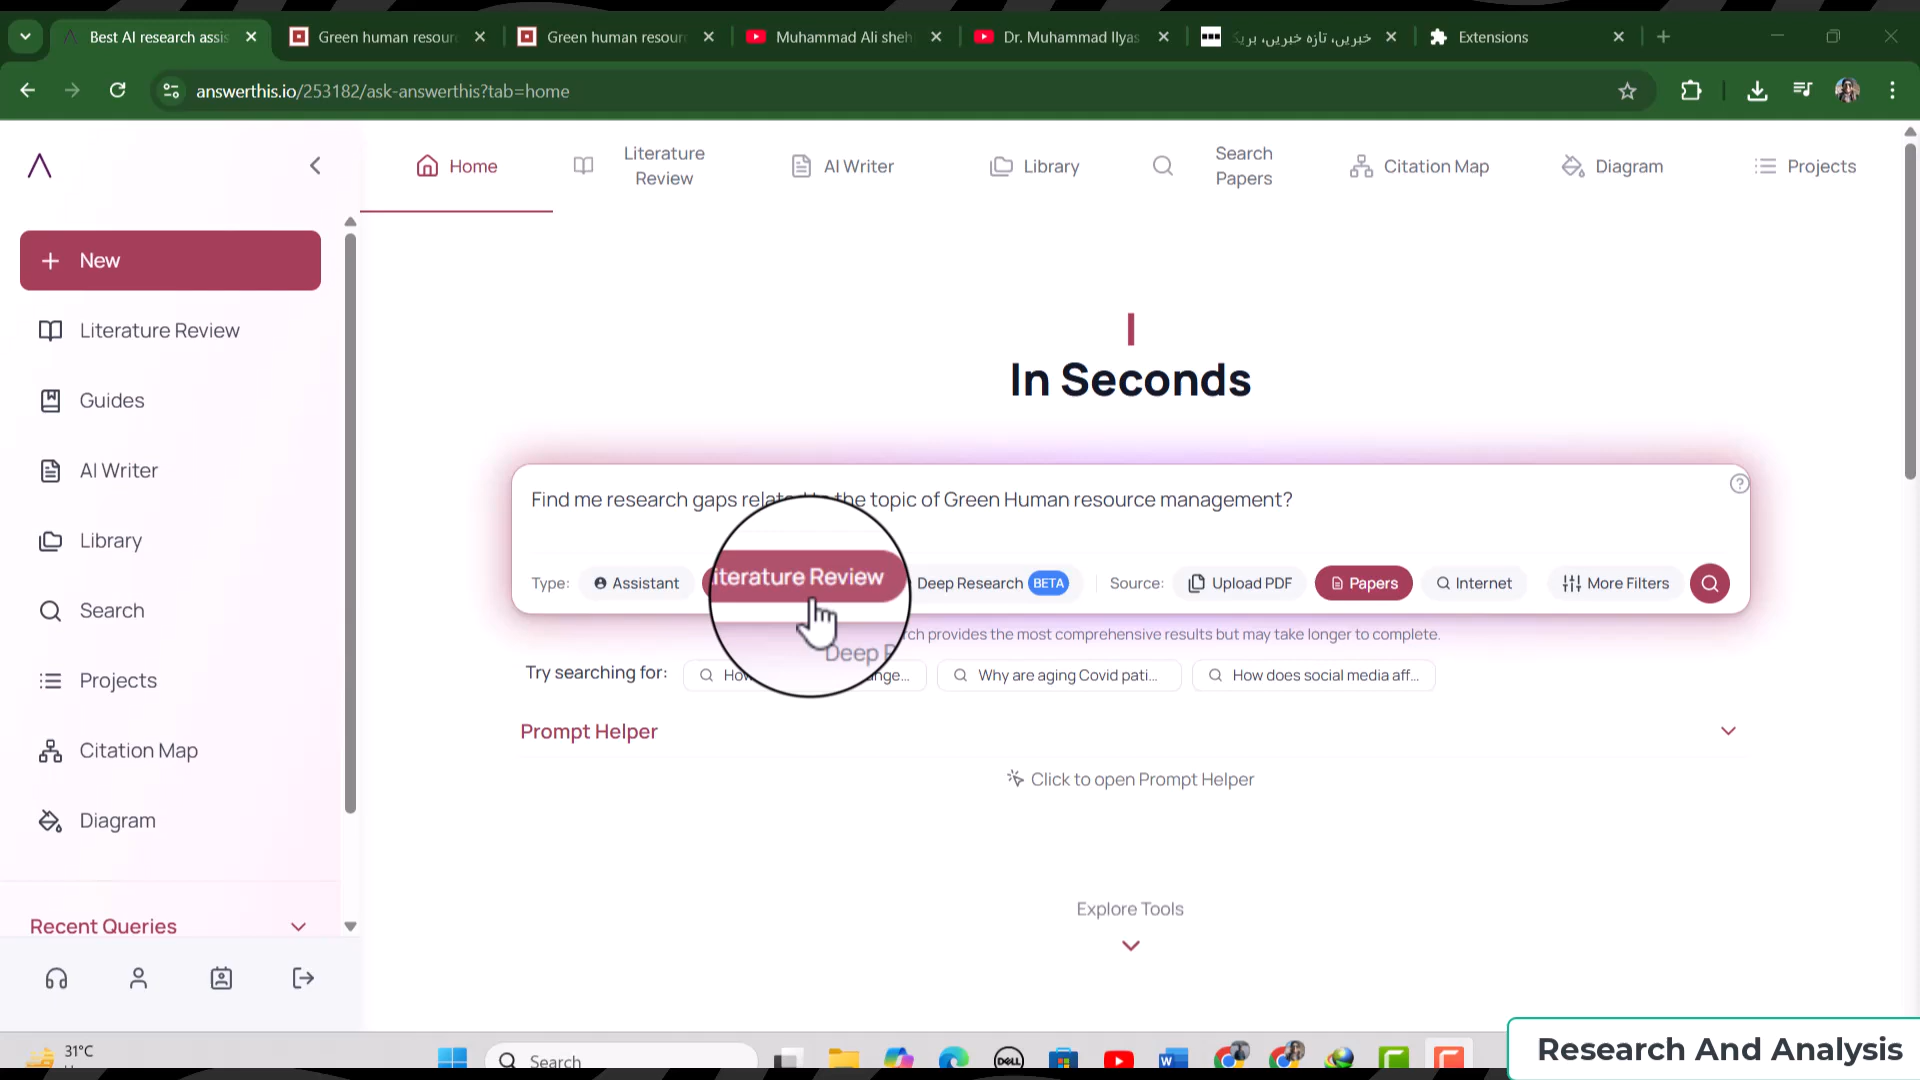 Best AI research assis
Green human resour
Green human resour
Muhammad Ali sheh
Dr. Muhammad Ilyas
خبریں، تازہ خبریں، بریک
Extensions
answerthis.io/253182/ask-answerthis?tab=home
Home
Literature
Review
AI Writer
Library
Search
Papers
Citation Map
Diagram
Projects
New
Literature Review
Guides
AI Writer
Library
Search
Projects
Citation Map
Diagram
Recent Queries
In Seconds
Find me research gaps related to the topic of Green Human resource management?
Type:
Assistant
iterature Review
Deep Research BETA
Source:
Upload PDF
Papers
Internet
More Filters
Deep
rch provides the most comprehensive results but may take longer to complete.
Try searching for:
How
nge...
Why are aging Covid pati...
How does social media aff...
Prompt Helper
Click to open Prompt Helper
Explore Tools
31°C
Search
DELL
Research And Analysis